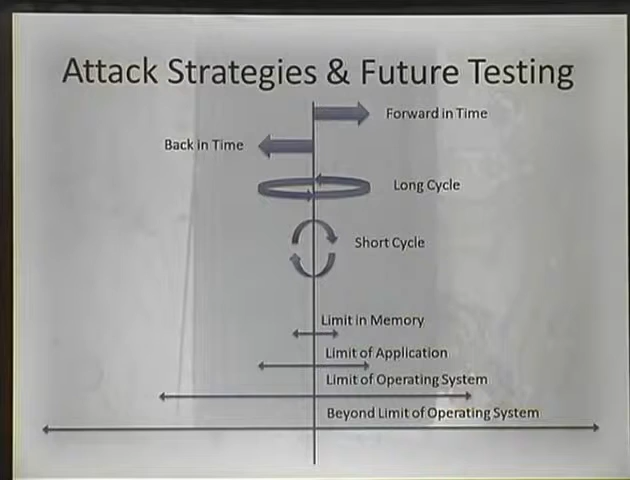 Attack Strategies & Future Testing
Forward in Time
Back in Time
Long Cycle
Short Cycle
Limit in Memory
Limit of Application
Limit of Operating System
Beyond Limit of Operating System